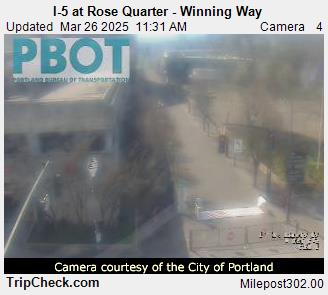 I-5 at Rose Quarter - Winning Way
Updated Mar 26 2025 11:31 AM Camera 4
PBOT
PORTLAND BUREAU OF TRANSPORTATION
Camera courtesy of the City of Portland
TripCheck.com Milepost302.00